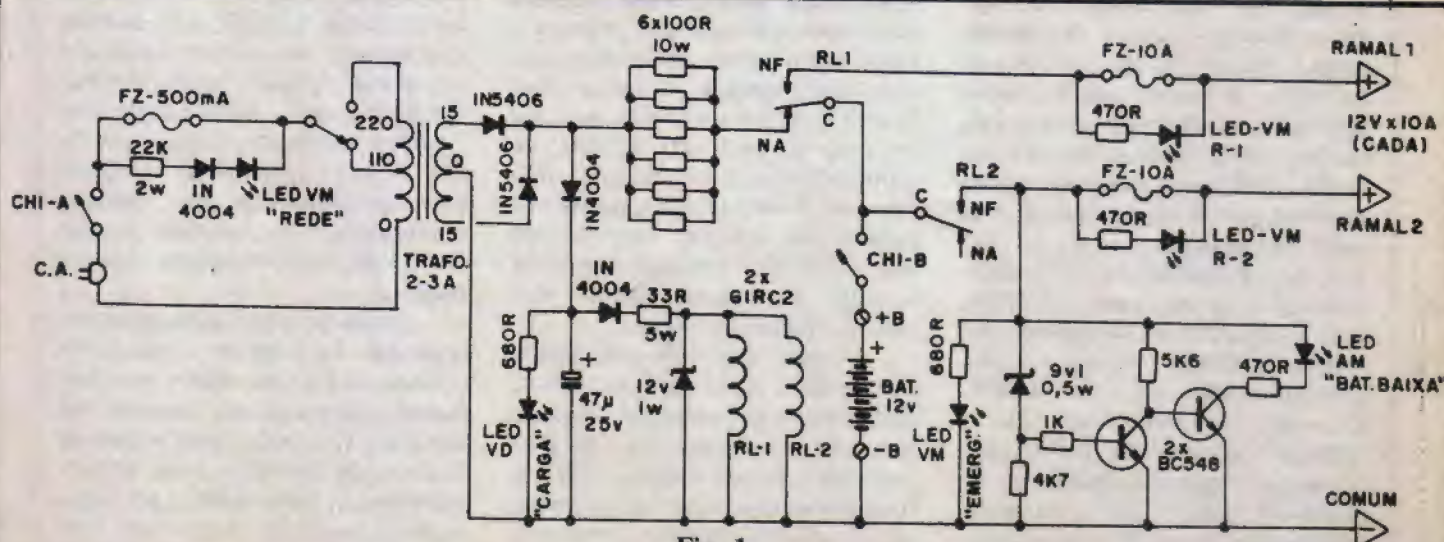 6x100R
10w
NF
RL1
NA
C
FZ-10A
RAMAL 1
+
470R
LED-VM
R-1
12V x 10A
(CADA)
FZ-500mA
22K
2w
1N
4004
LED VM
"REDE"
220
110
0
CH1-A
C.A.
15
0
15
1N5406
1N5406
1N4004
TRAFO.
2-3A
C
RL2
NF
NA
FZ-10A
+
470R
LED-VM
R-2
RAMAL 2
CH1-B
+B
+
BAT.
12v
-B
1N
4004
33R
5w
2x
G1RC2
680R
LED
VD
"CARGA"
+
47µ
25v
12v
1w
RL-1
RL-2
680R
LED
VM
"EMERG."
9v1
0,5w
1K
4K7
5K6
470R
2x
BC548
LED
AM
"BAT. BAIXA"
COMUM
-